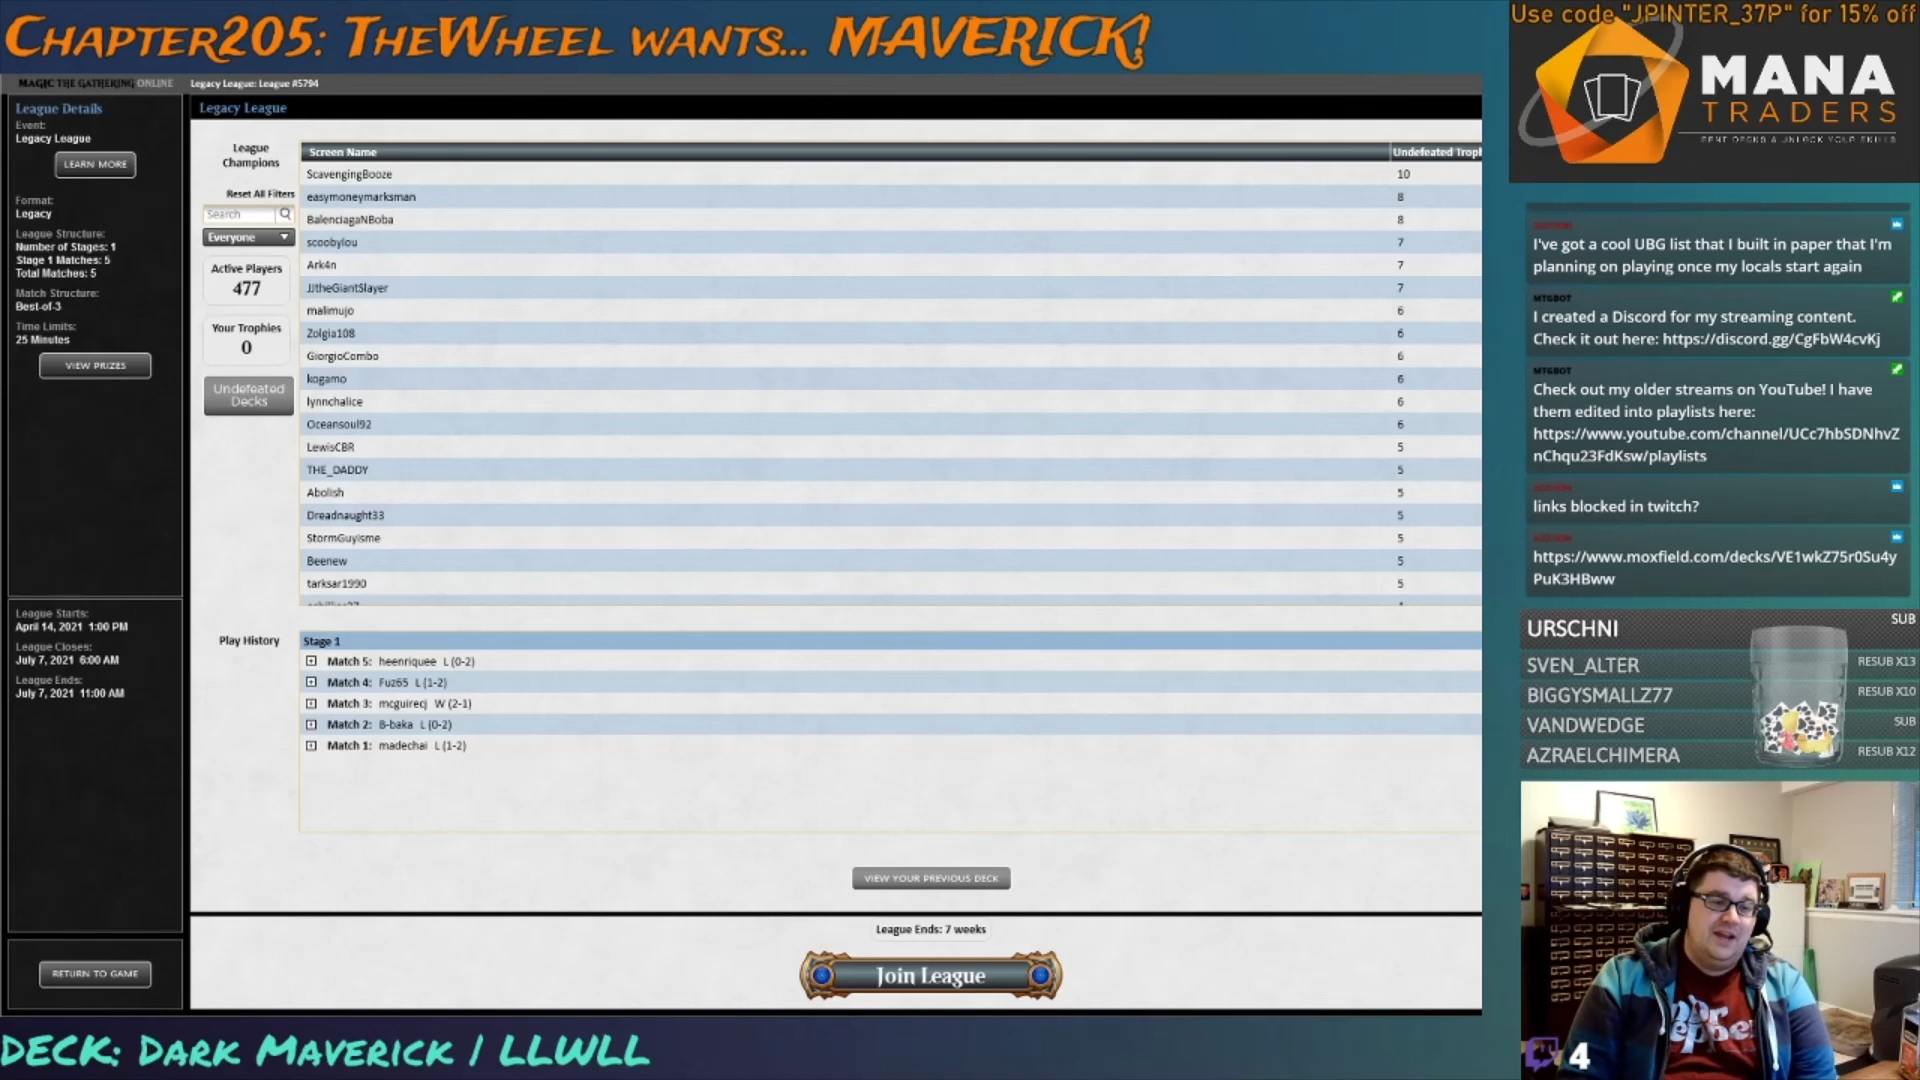 CHAPTER205: THEWHEEL WANTS... MAVERICK!
MAGIC THE GATHERING ONLINE
Legacy League: League #5794
League Details
Event:
Legacy League
LEARN MORE
Format:
Legacy
League Structure:
Number of Stages: 1
Stage 1 Matches: 5
Total Matches: 5
Match Structure:
Best-of-3
Time Limits:
25 Minutes
VIEW PRIZES
League Starts:
April 14, 2021 1:00 PM
League Closes:
July 7, 2021 6:00 AM
League Ends:
July 7, 2021 11:00 AM
RETURN TO GAME
Legacy League
League
Champions
Reset All Filters
Search
Everyone
Active Players
477
Your Trophies
0
Undefeated
Decks
Screen Name Undefeated Troph
ScavengingBooze 10
easymoneymarksman 8
BalenciagaNBoba 8
scoobylou 7
Ark4n 7
JJtheGiantSlayer 7
malimujo 6
Zolgia108 6
GiorgioCombo 6
kogamo 6
lynnchalice 6
Oceansoul92 6
LewisCBR 5
THE_DADDY 5
Abolish 5
Dreadnaught33 5
StormGuyisme 5
Beenew 5
tarksar1990 5
Play History
Stage 1
Match 5: heenriquee L (0-2)
Match 4: Fuz65 L (1-2)
Match 3: mcguirecj W (2-1)
Match 2: B-baka L (0-2)
Match 1: madechai L (1-2)
VIEW YOUR PREVIOUS DECK
League Ends: 7 weeks
Join League
DECK: DARK MAVERICK | LLWLL
Use code "JPINTER_37P" for 15% off
MANA
TRADERS
RENT DECKS & UNLOCK YOUR SKILLS
I've got a cool UBG list that I built in paper that I'm
planning on playing once my locals start again
MTGBOT
I created a Discord for my streaming content.
Check it out here: https://discord.gg/CgFbW4cvKj
MTGBOT
Check out my older streams on YouTube! I have
them edited into playlists here:
https://www.youtube.com/channel/UCc7hbSDNhvZ
nChqu23FdKsw/playlists
links blocked in twitch?
https://www.moxfield.com/decks/VE1wkZ75r0Su4y
PuK3HBww
URSCHNI SUB
SVEN_ALTER RESUB X13
BIGGYSMALLZ77 RESUB X10
VANDWEDGE SUB
AZRAELCHIMERA RESUB X12
4